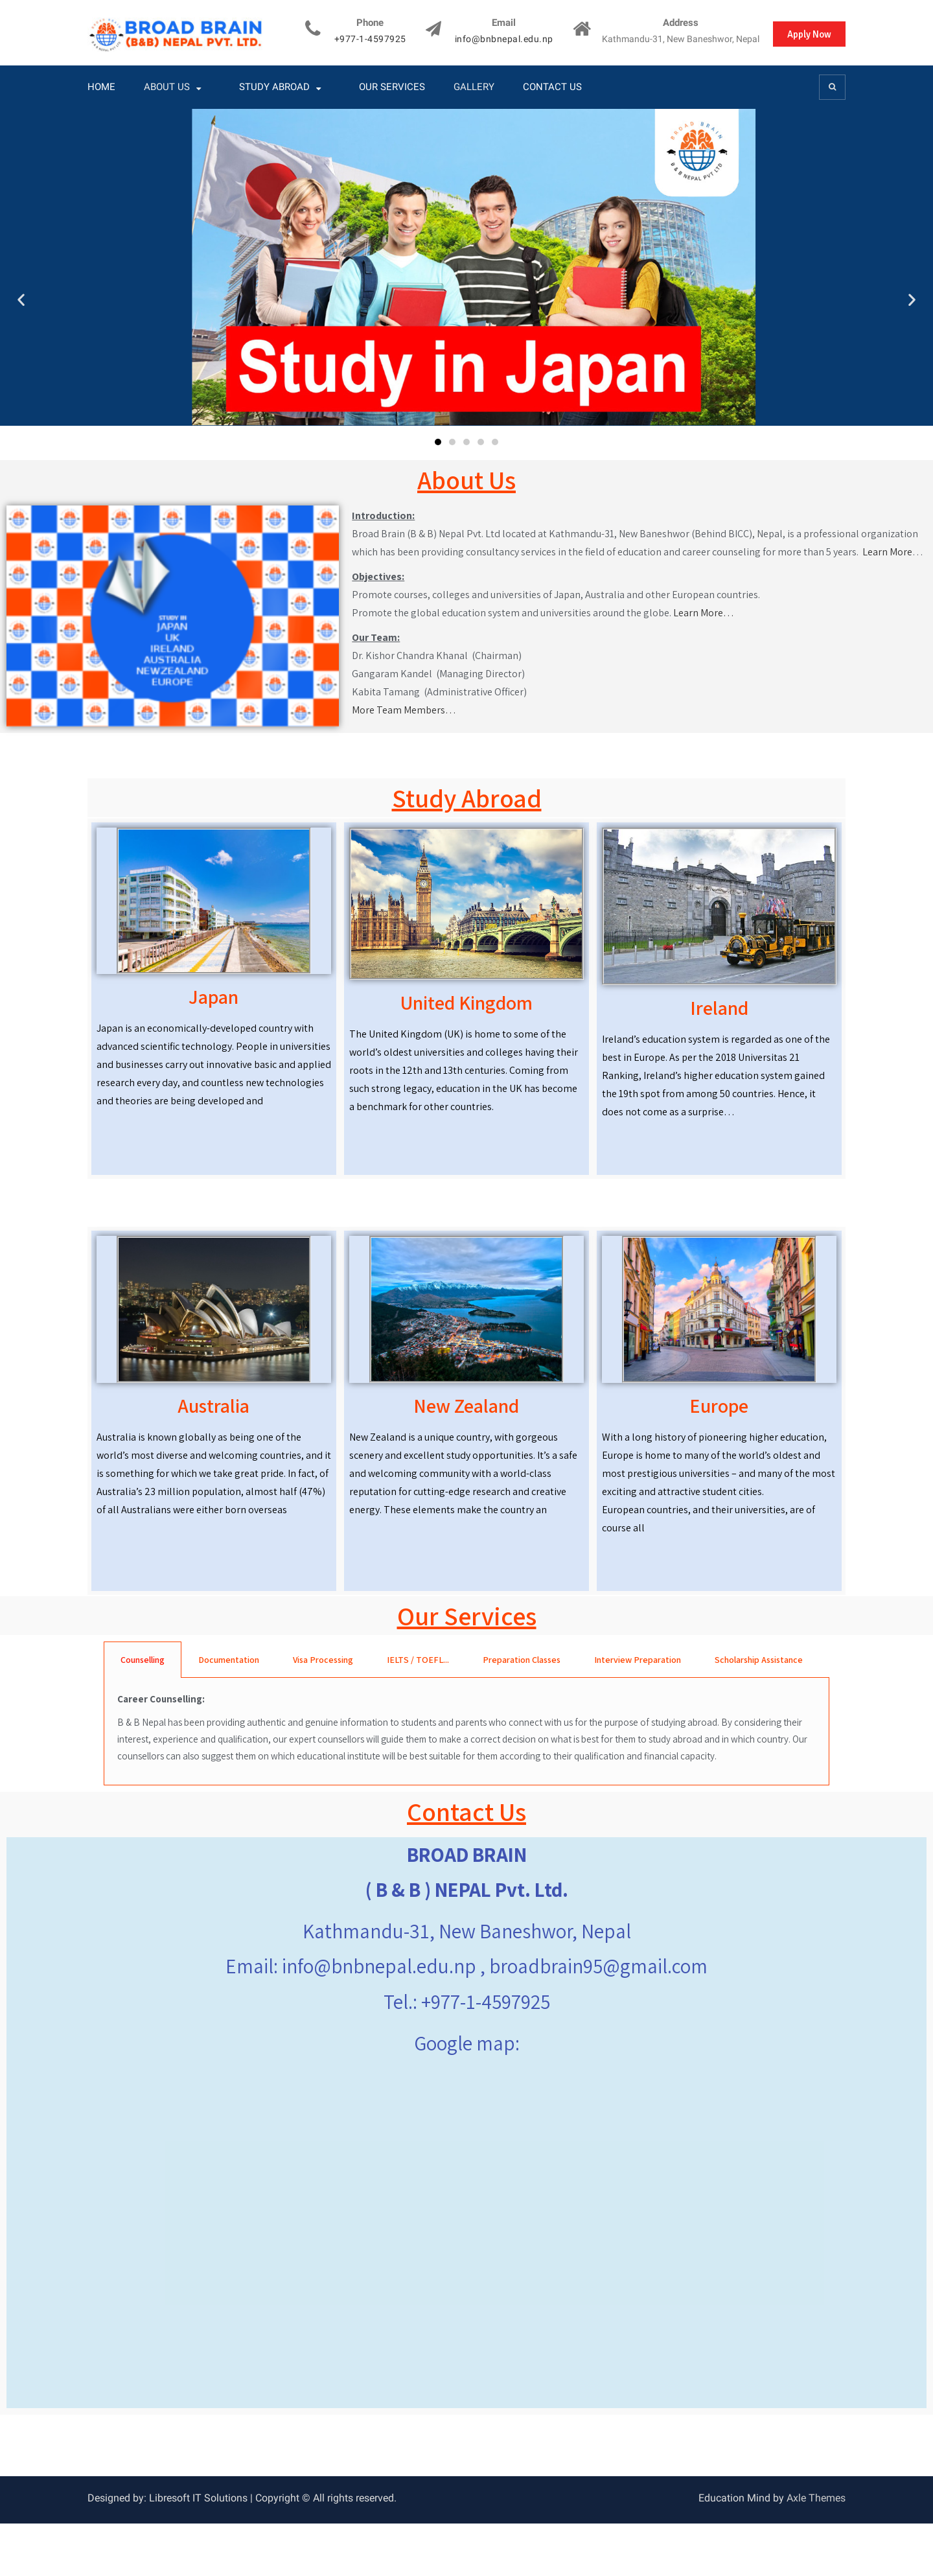 BROAD BRAIN
(B&B) NEPAL PVT. LTD.
Phone
+977-1-4597925
Email
info@bnbnepal.edu.np
Address
Kathmandu-31, New Baneshwor, Nepal
Apply Now
HOME
ABOUT US
STUDY ABROAD
OUR SERVICES
GALLERY
CONTACT US
BROAD BRAIN
B & B NEPAL PVT LTD
Study in Japan
About Us
STUDY IN
JAPAN
UK
IRELAND
AUSTRALIA
NEWZEALAND
EUROPE
Introduction:
Broad Brain (B & B) Nepal Pvt. Ltd located at Kathmandu-31, New Baneshwor (Behind BICC), Nepal, is a professional organization
which has been providing consultancy services in the field of education and career counseling for more than 5 years.  Learn More…
Objectives:
Promote courses, colleges and universities of Japan, Australia and other European countries.
Promote the global education system and universities around the globe. Learn More…
Our Team:
Dr. Kishor Chandra Khanal  (Chairman)
Gangaram Kandel  (Managing Director)
Kabita Tamang  (Administrative Officer)
More Team Members…
Study Abroad
Japan
Japan is an economically-developed country with
advanced scientific technology. People in universities
and businesses carry out innovative basic and applied
research every day, and countless new technologies
and theories are being developed and
United Kingdom
The United Kingdom (UK) is home to some of the
world's oldest universities and colleges having their
roots in the 12th and 13th centuries. Coming from
such strong legacy, education in the UK has become
a benchmark for other countries.
Ireland
Ireland's education system is regarded as one of the
best in Europe. As per the 2018 Universitas 21
Ranking, Ireland's higher education system gained
the 19th spot from among 50 countries. Hence, it
does not come as a surprise…
Australia
Australia is known globally as being one of the
world's most diverse and welcoming countries, and it
is something for which we take great pride. In fact, of
Australia's 23 million population, almost half (47%)
of all Australians were either born overseas
New Zealand
New Zealand is a unique country, with gorgeous
scenery and excellent study opportunities. It's a safe
and welcoming community with a world-class
reputation for cutting-edge research and creative
energy. These elements make the country an
Europe
With a long history of pioneering higher education,
Europe is home to many of the world's oldest and
most prestigious universities – and many of the most
exciting and attractive student cities.
European countries, and their universities, are of
course all
Our Services
Counselling
Documentation
Visa Processing
IELTS / TOEFL...
Preparation Classes
Interview Preparation
Scholarship Assistance
Career Counselling:
B & B Nepal has been providing authentic and genuine information to students and parents who connect with us for the purpose of studying abroad. By considering their
interest, experience and qualification, our expert counsellors will guide them to make a correct decision on what is best for them to study abroad and in which country. Our
counsellors can also suggest them on which educational institute will be best suitable for them according to their qualification and financial capacity.
Contact Us
BROAD BRAIN
( B & B ) NEPAL Pvt. Ltd.
Kathmandu-31, New Baneshwor, Nepal
Email: info@bnbnepal.edu.np , broadbrain95@gmail.com
Tel.: +977-1-4597925
Google map:
Designed by: Libresoft IT Solutions | Copyright © All rights reserved.
Education Mind by Axle Themes